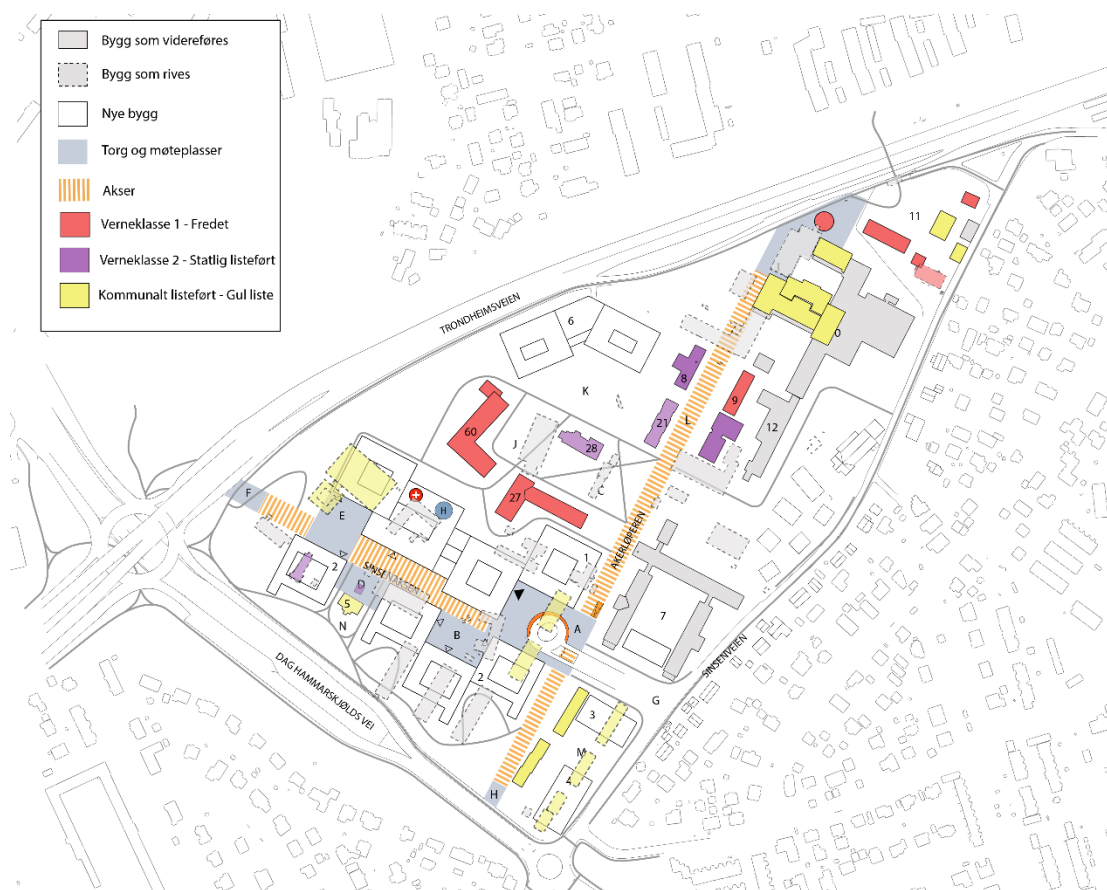 Bygg som videreføres
Bygg som rives
Nye bygg
Torg og møteplasser
Akser
Verneklasse 1 - Fredet
Verneklasse 2 - Statlig listeført
Kommunalt listeført - Gul liste
TRONDHEIMSVEIEN
11
6
0
8
K
9
21
L
12
60
J
28
C
27
H
F
E
AKERLØPEREN
1
2
SINSENAKSEN
D
5
N
B
A
7
SINSENVEIEN
DAG HAMMARSKJØLDS VEI
2
G
3
M
4
H